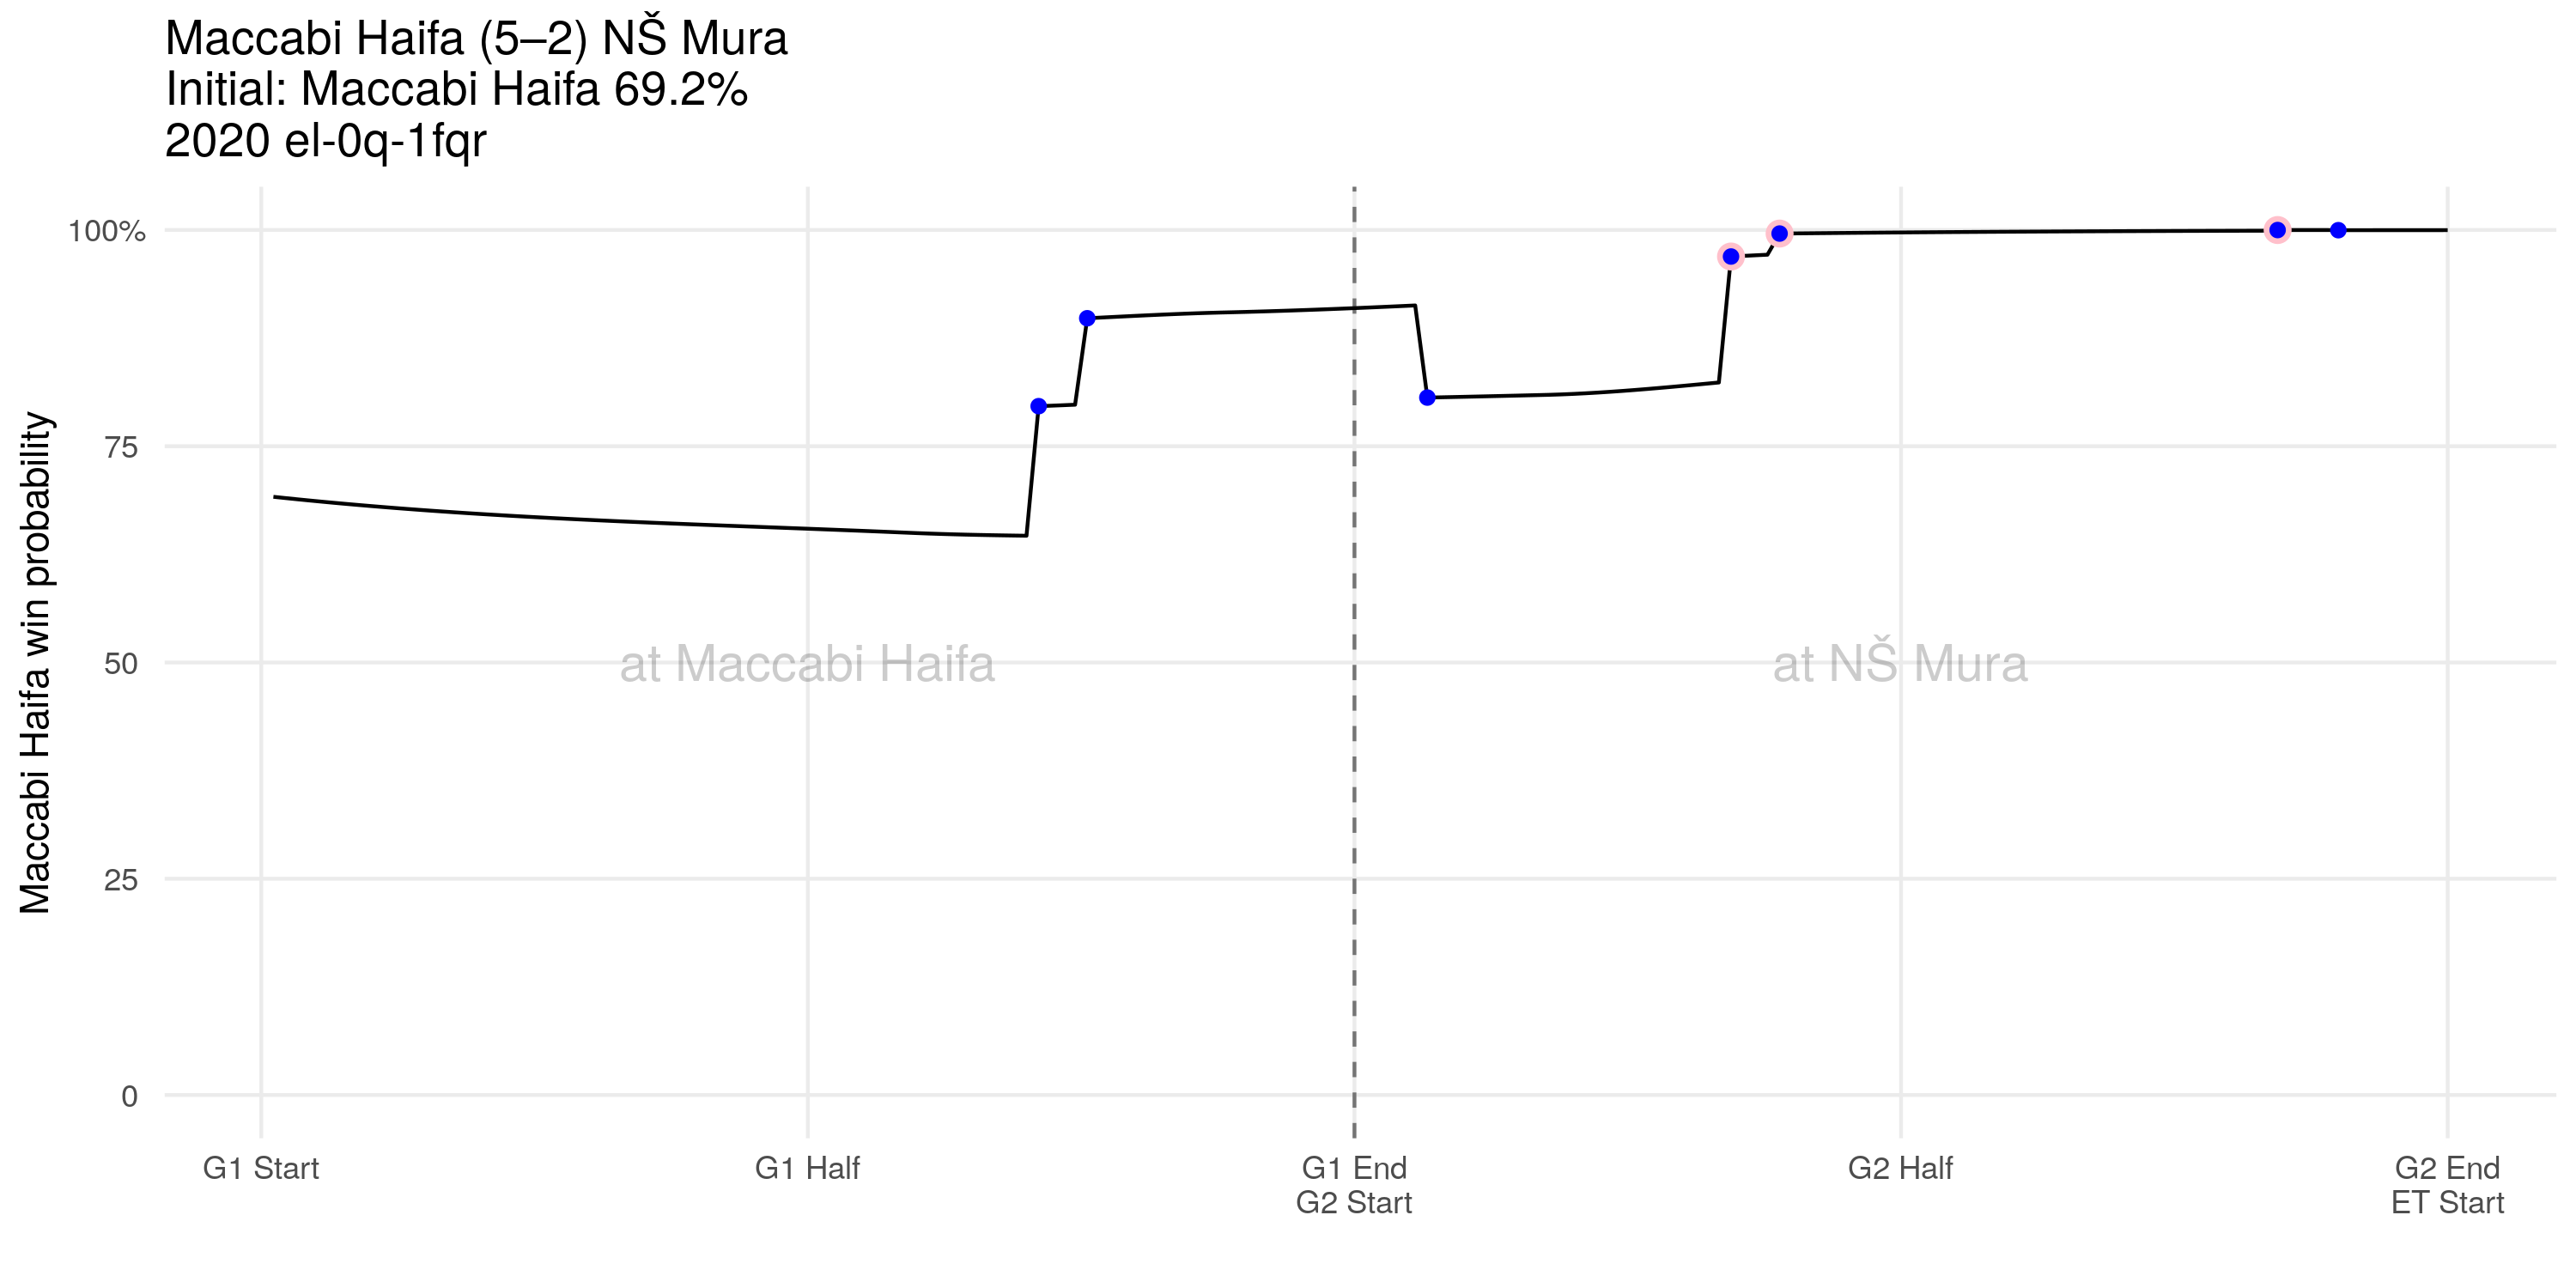 Maccabi Haifa (5–2) NŠ Mura
Initial: Maccabi Haifa 69.2%
2020 el-0q-1fqr
Maccabi Haifa win probability
100%
75
50
25
0
at Maccabi Haifa
at NŠ Mura
G1 Start
G1 Half
G1 End
G2 Start
G2 Half
G2 End
ET Start